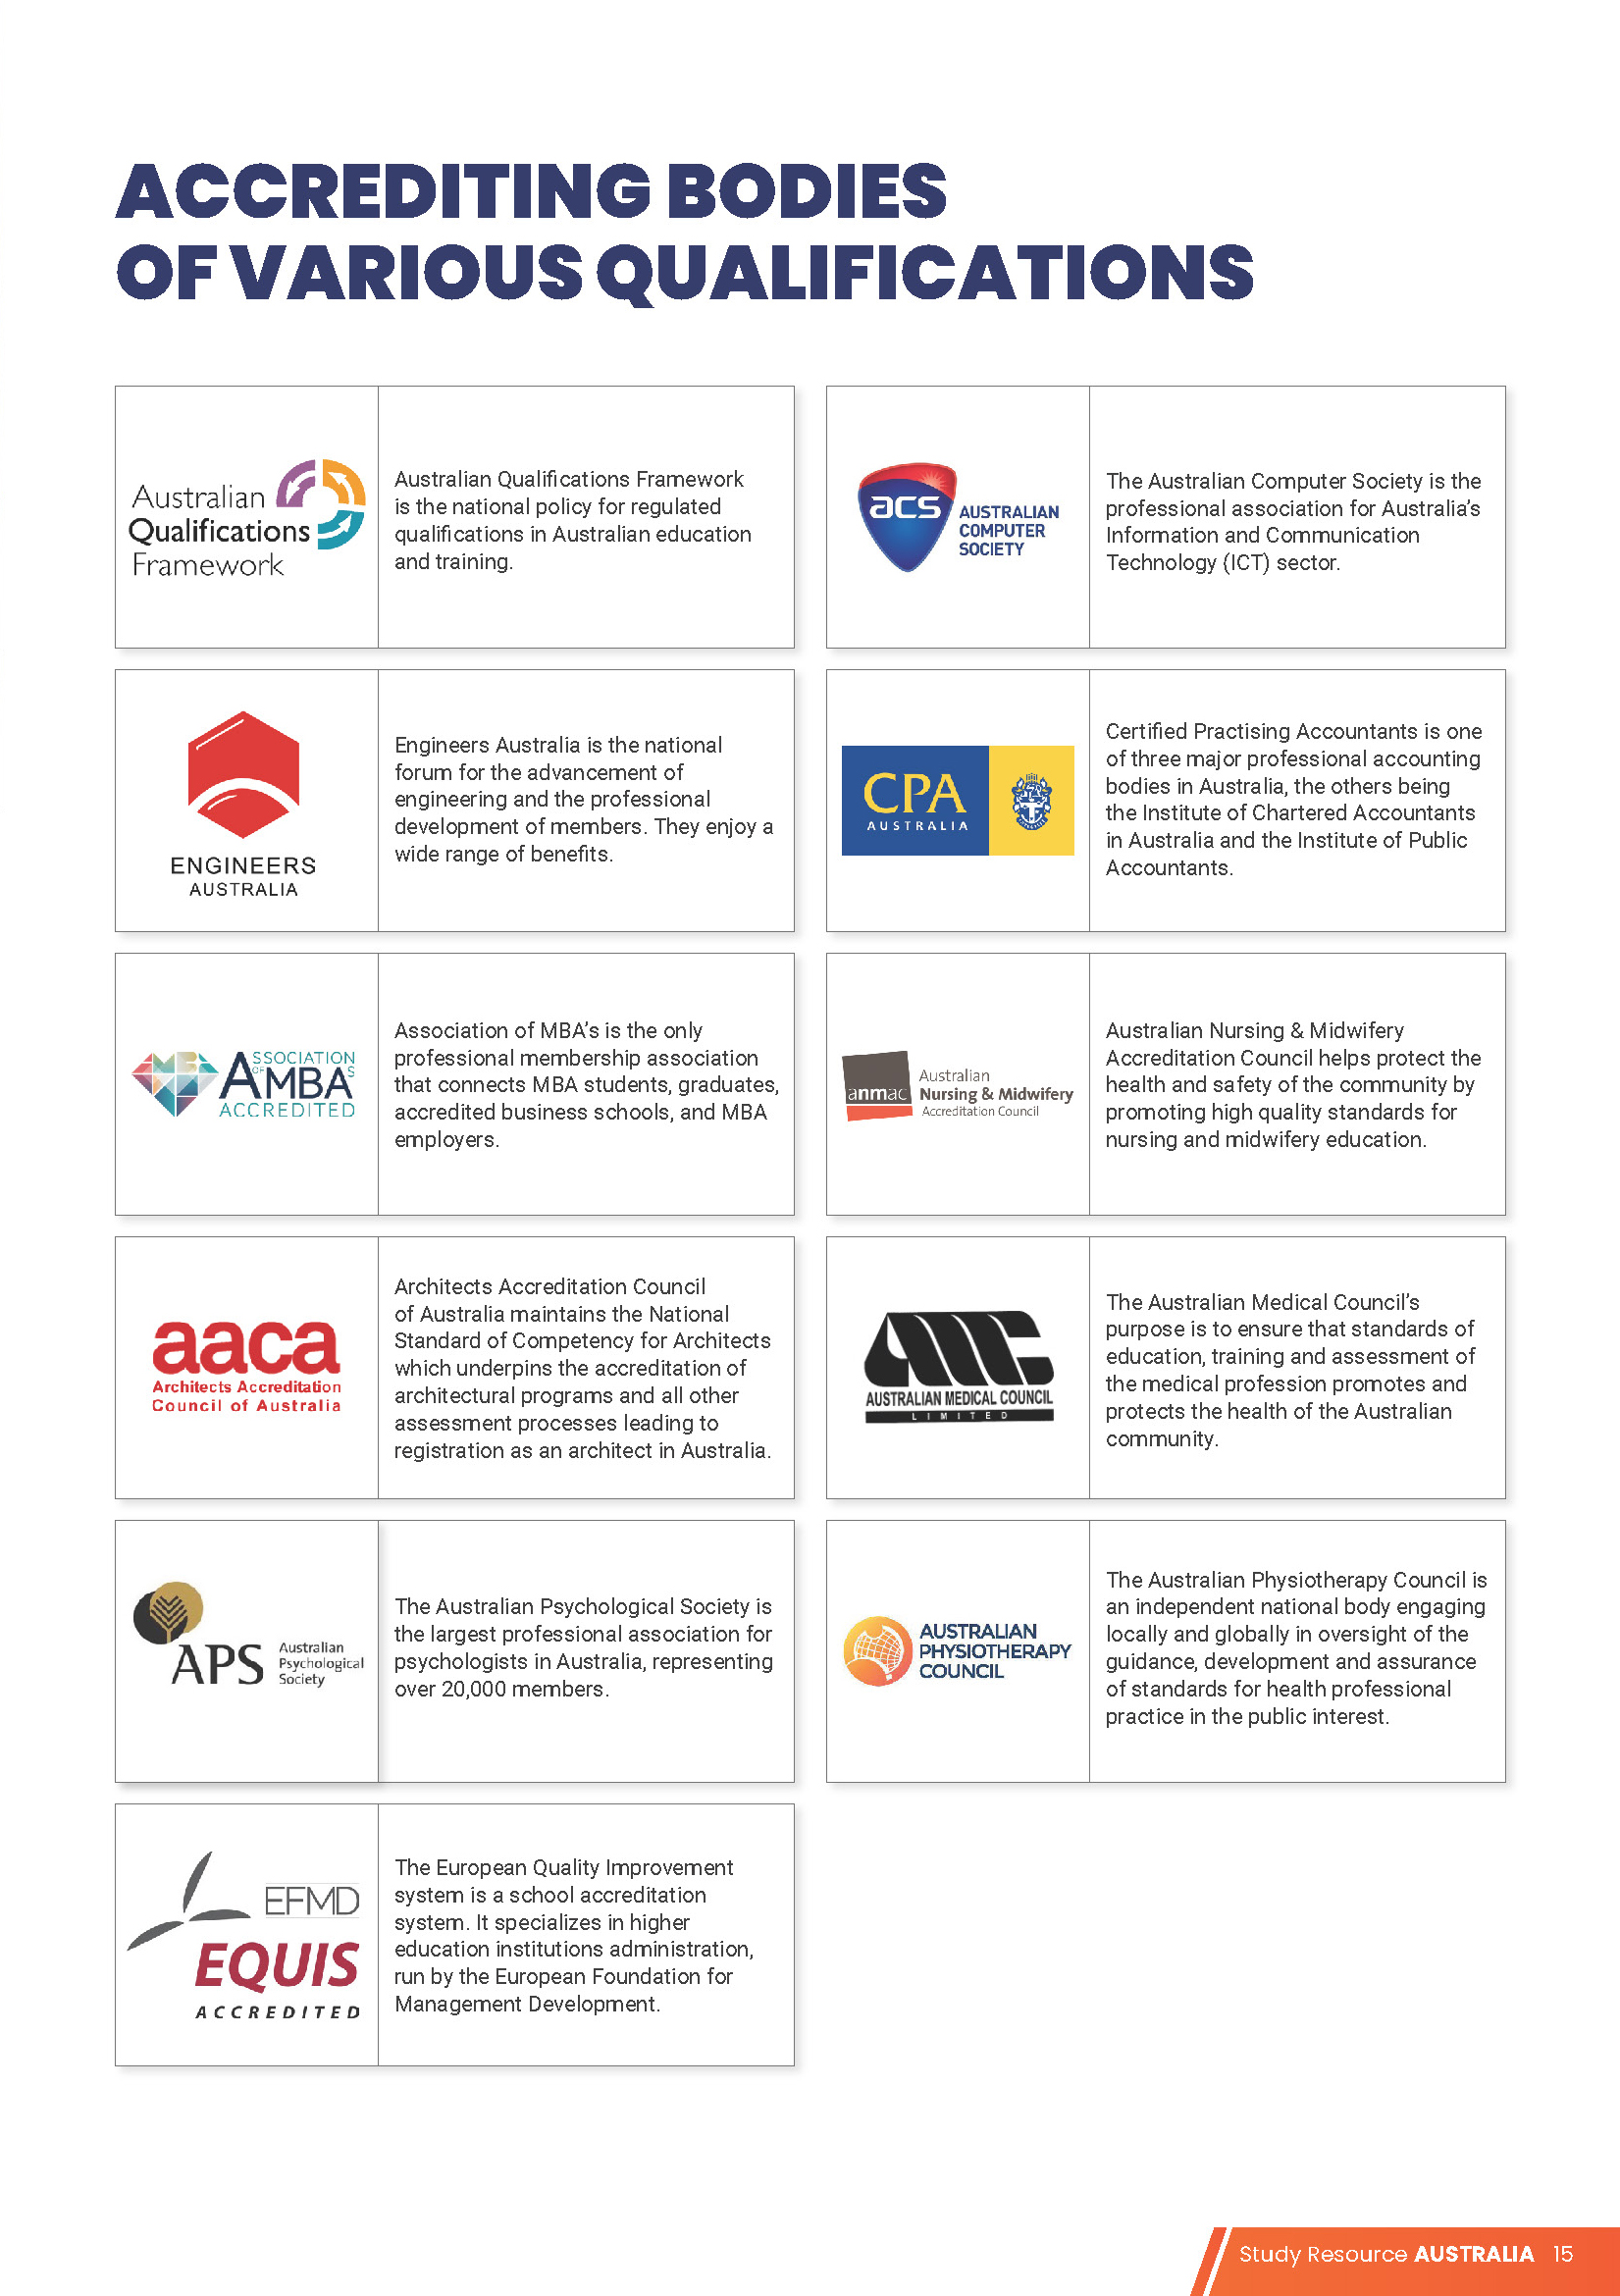 ACCREDITING BODIES
OF VARIOUS QUALIFICATIONS
Australian
Qualifications
Framework
Australian Qualifications Framework
is the national policy for regulated
qualifications in Australian education
and training.
acs
AUSTRALIAN
COMPUTER
SOCIETY
The Australian Computer Society is the
professional association for Australia's
Information and Communication
Technology (ICT) sector.
ENGINEERS
AUSTRALIA
Engineers Australia is the national
forum for the advancement of
engineering and the professional
development of members. They enjoy a
wide range of benefits.
CPA
AUSTRALIA
Certified Practising Accountants is one
of three major professional accounting
bodies in Australia, the others being
the Institute of Chartered Accountants
in Australia and the Institute of Public
Accountants.
ASSOCIATION
OF MBA'S
ACCREDITED
Association of MBA's is the only
professional membership association
that connects MBA students, graduates,
accredited business schools, and MBA
employers.
anmac
Australian
Nursing & Midwifery
Accreditation Council
Australian Nursing & Midwifery
Accreditation Council helps protect the
health and safety of the community by
promoting high quality standards for
nursing and midwifery education.
aaca
Architects Accreditation
Council of Australia
Architects Accreditation Council
of Australia maintains the National
Standard of Competency for Architects
which underpins the accreditation of
architectural programs and all other
assessment processes leading to
registration as an architect in Australia.
AMC
AUSTRALIAN MEDICAL COUNCIL
LIMITED
The Australian Medical Council's
purpose is to ensure that standards of
education, training and assessment of
the medical profession promotes and
protects the health of the Australian
community.
APS
Australian
Psychological
Society
The Australian Psychological Society is
the largest professional association for
psychologists in Australia, representing
over 20,000 members.
AUSTRALIAN
PHYSIOTHERAPY
COUNCIL
The Australian Physiotherapy Council is
an independent national body engaging
locally and globally in oversight of the
guidance, development and assurance
of standards for health professional
practice in the public interest.
EFMD
EQUIS
ACCREDITED
The European Quality Improvement
system is a school accreditation
system. It specializes in higher
education institutions administration,
run by the European Foundation for
Management Development.
Study Resource AUSTRALIA 15